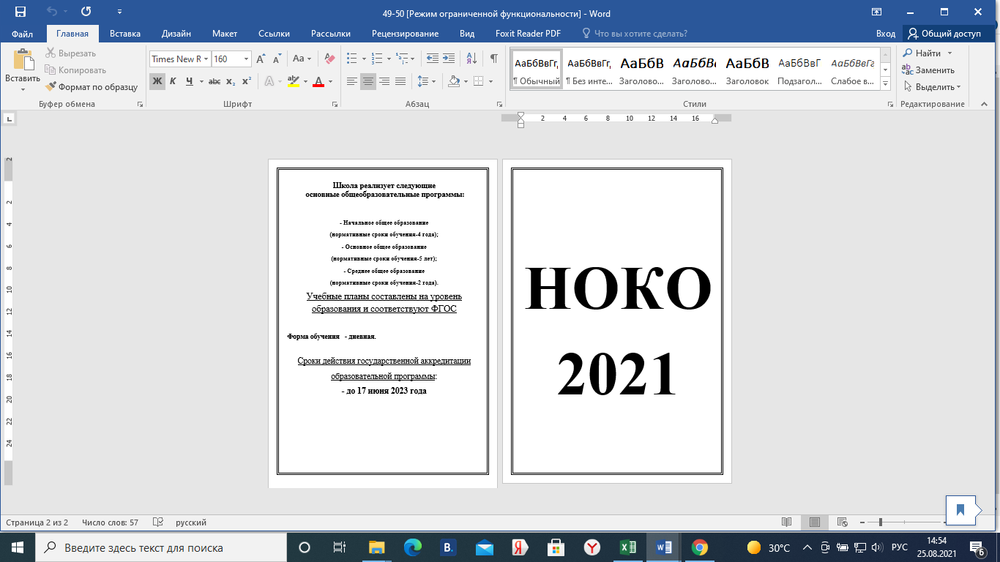 49-50 [Режим ограниченной функциональности] - Word
Файл Главная Вставка Дизайн Макет Ссылки Рассылки Рецензирование Вид Foxit Reader PDF Что вы хотите сделать? Вход Общий доступ
Вставить
Вырезать
Копировать
Формат по образцу
Буфер обмена
Times New R 160
Ж К Ч abc x₂ x²
Шрифт
Абзац
АаБбВвГг, АаБбВвГг, АаБбВ АаБбВ АаБбВ АаБбВвГ АаБбВвГг
¶ Обычный ¶ Без инте... Заголово... Заголово... Заголовок Подзагол... Слабое в...
Стили
Найти
Заменить
Выделить
Редактирование
2 4 6 8 10 12 14 16
2 2 4 6 8 10 12 14 16 18 20 22 24
Школа реализует следующие
основные общеобразовательные программы:
- Начальное общее образование
(нормативные сроки обучения-4 года);
- Основное общее образование
(нормативные сроки обучения-5 лет);
- Среднее общее образование
(нормативные сроки обучения-2 года).
Учебные планы составлены на уровень
образования и соответствуют ФГОС
Форма обучения - дневная.
Сроки действия государственной аккредитации
образовательной программы:
- до 17 июня 2023 года
НОКО
2021
Страница 2 из 2 Число слов: 57 русский
Введите здесь текст для поиска
30°C РУС
14:54
25.08.2021
6